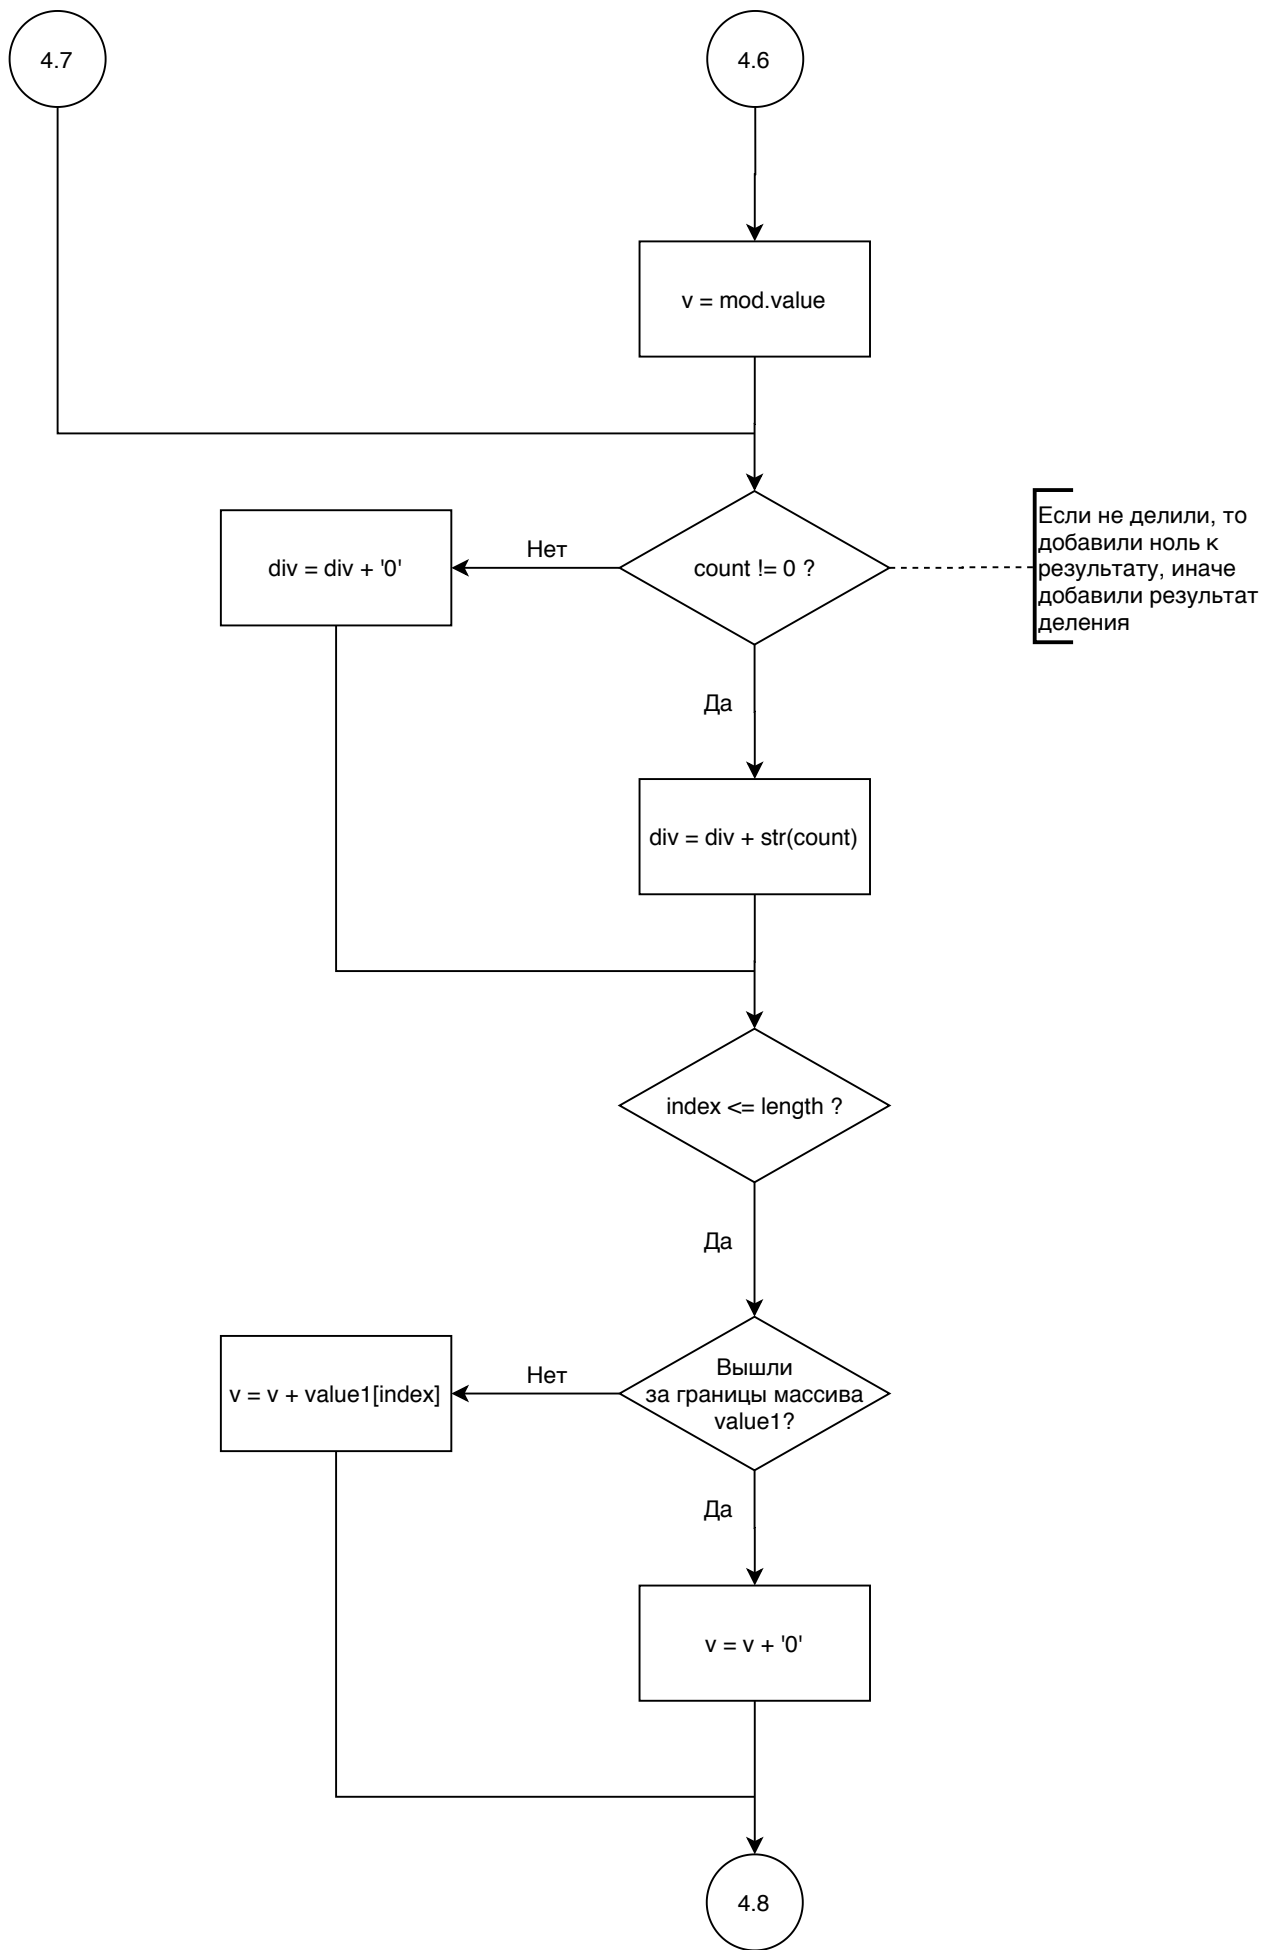 4.7
4.6
v = mod.value
Если не делили, то
добавили ноль к
результату, иначе
добавили результат
деления
div = div + '0'
Нет
count != 0 ?
Да
div = div + str(count)
index <= length ?
Да
v = v + value1[index]
Нет
Вышли
за границы массива
value1?
Да
v = v + '0'
4.8